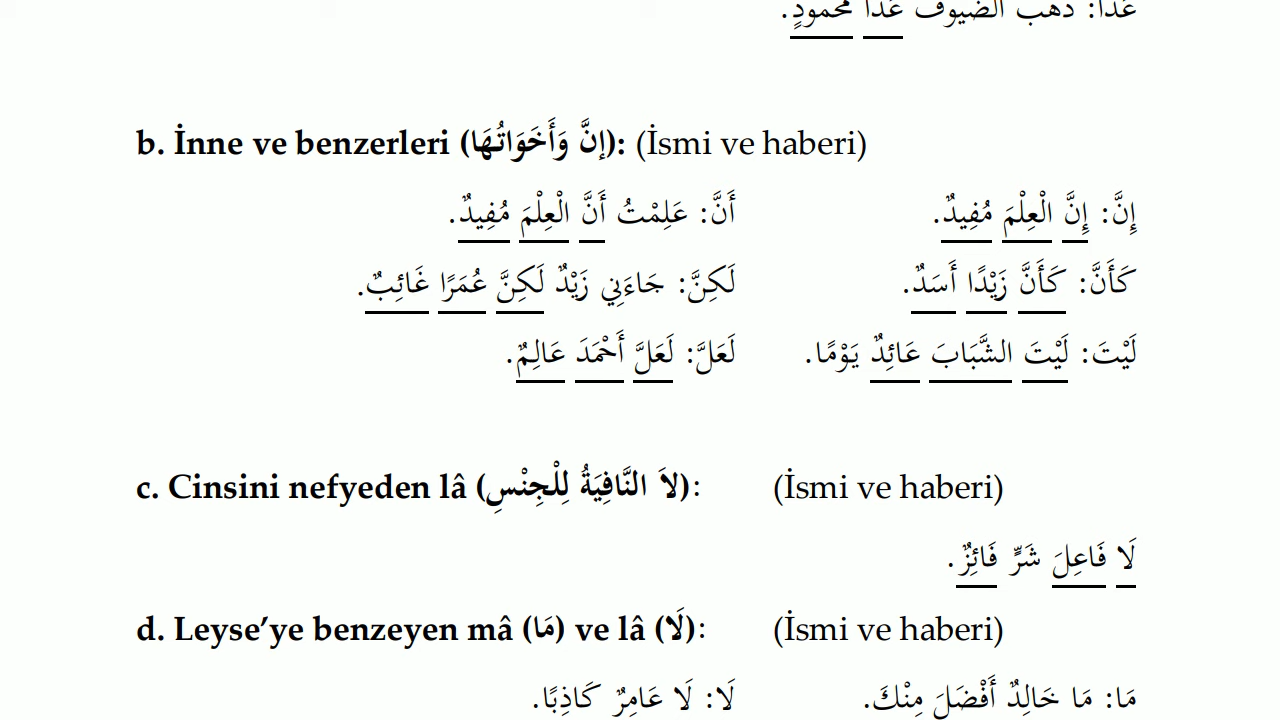 عَدَا: ذهب الضيوف عَدَا محمودٍ.
b. İnne ve benzerleri (إنَّ وَأَخَوَاتُهَا): (İsmi ve haberi)
إِنَّ: إِنَّ الْعِلْمَ مُفِيدٌ. أَنَّ: عَلِمْتُ أَنَّ الْعِلْمَ مُفِيدٌ.
كَأَنَّ: كَأَنَّ زَيْدًا أَسَدٌ. لَكِنَّ: جَاءَنِي زَيْدٌ لَكِنَّ عُمَرًا غَائِبٌ.
لَيْتَ: لَيْتَ الشَّبَابَ عَائِدٌ يَوْمًا. لَعَلَّ: لَعَلَّ أَحْمَدَ عَالِمٌ.
c. Cinsini nefyeden lâ (لاَ النَّافِيَةُ لِلْجِنْسِ): (İsmi ve haberi)
لَا فَاعِلَ شَرٍّ فَائِزٌ.
d. Leyse’ye benzeyen mâ (مَا) ve lâ (لَا): (İsmi ve haberi)
مَا: مَا خَالِدٌ أَفْضَلَ مِنْكَ. لَا: لَا عَامِرٌ كَاذِبًا.